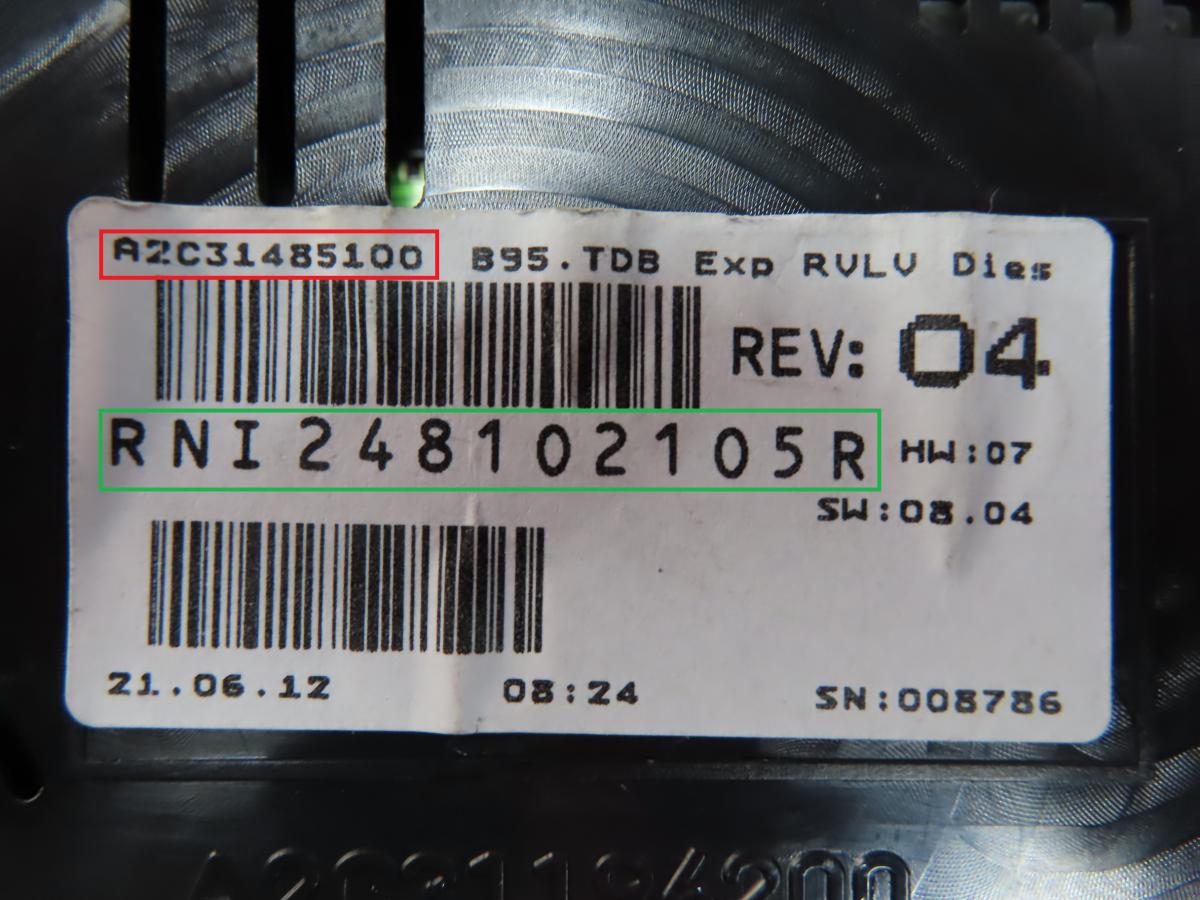 A2C31485100 B95.TDB Exp RVLV Dies
REV: 04
RNI248102105R HW:07
SW:08.04
21.06.12 08:24 SN:008786